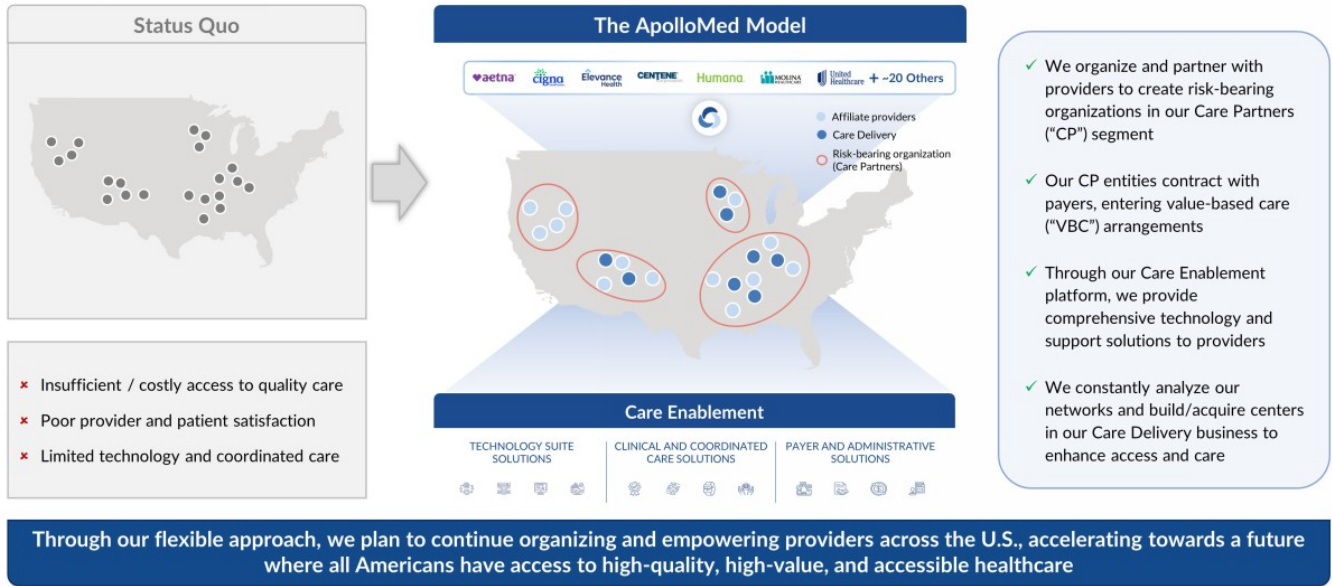 Status Quo
Insufficient / costly access to quality care
Poor provider and patient satisfaction
Limited technology and coordinated care
The ApolloMed Model
aetna
cigna
Elevance
Health
CENTENE
Humana
MOLINA
HEALTHCARE
United
Healthcare
+ ~20 Others
Affiliate providers
Care Delivery
Risk-bearing organization
(Care Partners)
Care Enablement
TECHNOLOGY SUITE
SOLUTIONS
CLINICAL AND COORDINATED
CARE SOLUTIONS
PAYER AND ADMINISTRATIVE
SOLUTIONS
We organize and partner with
providers to create risk-bearing
organizations in our Care Partners
(“CP”) segment
Our CP entities contract with
payers, entering value-based care
(“VBC”) arrangements
Through our Care Enablement
platform, we provide
comprehensive technology and
support solutions to providers
We constantly analyze our
networks and build/acquire centers
in our Care Delivery business to
enhance access and care
Through our flexible approach, we plan to continue organizing and empowering providers across the U.S., accelerating towards a future
where all Americans have access to high-quality, high-value, and accessible healthcare